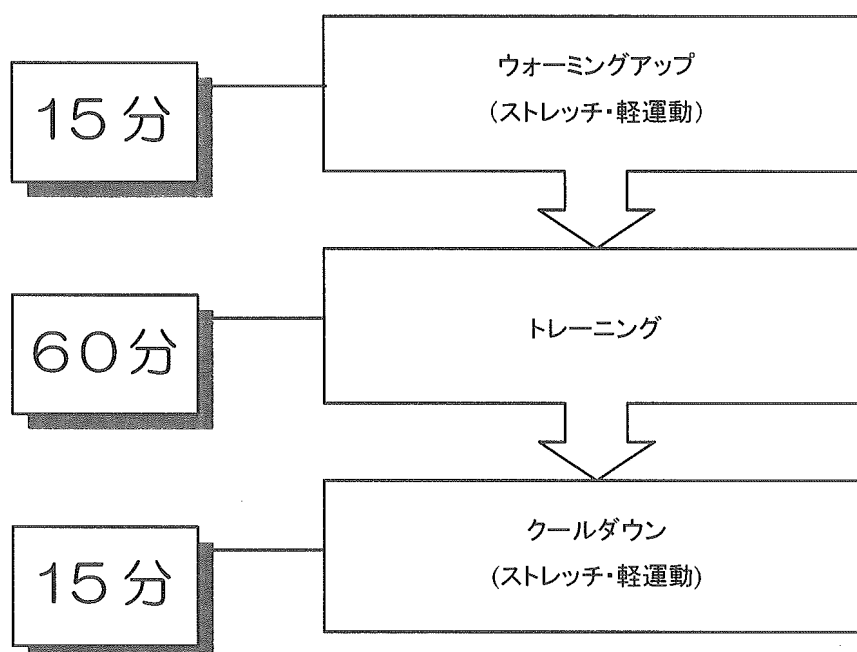 15分
ウォーミングアップ
(ストレッチ・軽運動)
60分
トレーニング
15分
クールダウン
(ストレッチ・軽運動)